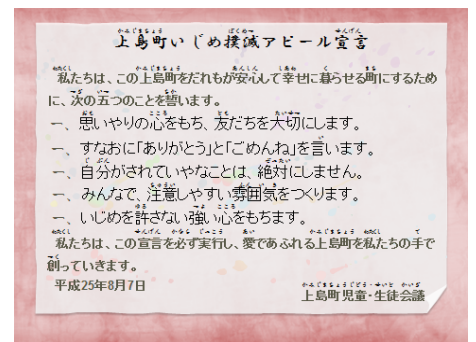 上島町いじめ撲滅アピール宣言
私たちは、この上島町をだれもが安心して幸せに暮らせる町にするため
に、次の五つのことを誓います。
一、思いやりの心をもち、友だちを大切にします。
一、すなおに「ありがとう」と「ごめんね」を言います。
一、自分がされていやなことは、絶対にしません。
一、みんなで、注意しやすい雰囲気をつくります。
一、いじめを許さない強い心をもちます。
私たちは、この宣言を必ず実行し、愛であふれる上島町を私たちの手で
創っていきます。
平成25年8月7日
上島町児童・生徒会議